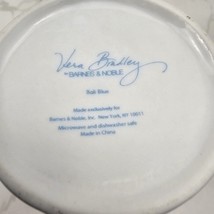 Vera Bradley
for BARNES & NOBLE
Bali Blue
Made exclusively for
Barnes & Noble, Inc. New York, NY 10011
Microwave and dishwasher safe
Made in China